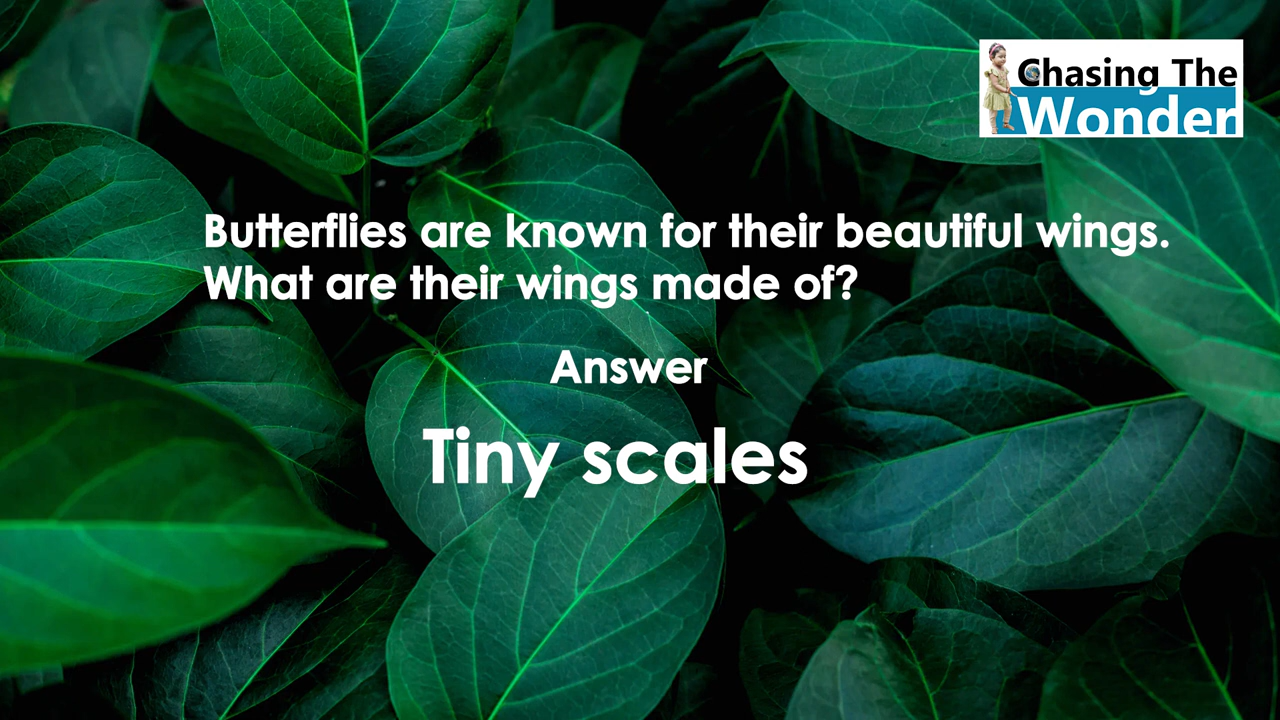 Chasing The
Wonder
Butterflies are known for their beautiful wings.
What are their wings made of?
Answer
Tiny scales